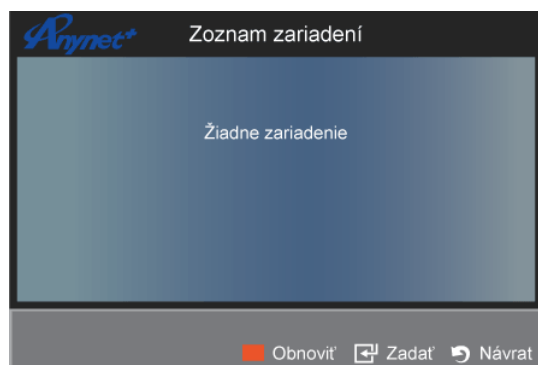 Anynet+ Zoznam zariadení
Žiadne zariadenie
Obnoviť Zadať Návrat